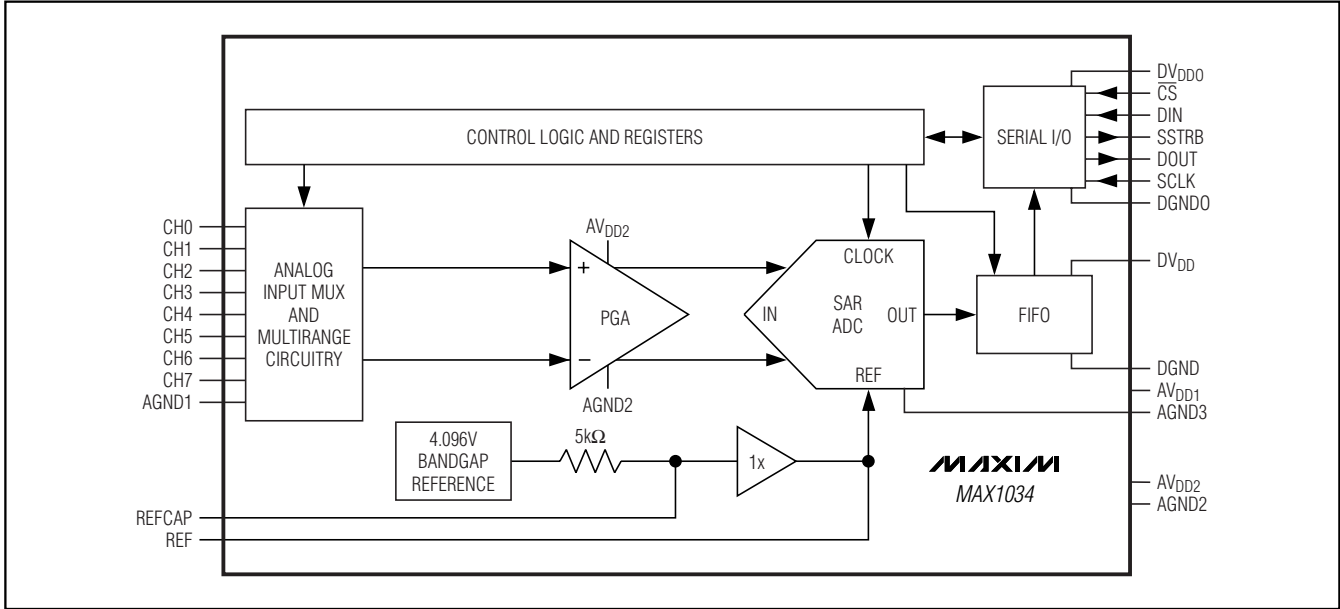 CONTROL LOGIC AND REGISTERS
SERIAL I/O
DVDDO
CS
DIN
SSTRB
DOUT
SCLK
DGNDO
CH0
CH1
CH2
CH3
CH4
CH5
CH6
CH7
AGND1
ANALOG
INPUT MUX
AND
MULTIRANGE
CIRCUITRY
AVDD2
+
PGA
−
AGND2
CLOCK
IN
SAR
ADC
OUT
REF
FIFO
DVDD
DGND
AVDD1
AGND3
4.096V
BANDGAP
REFERENCE
5kΩ
1x
MAXIM
MAX1034
AVDD2
AGND2
REFCAP
REF